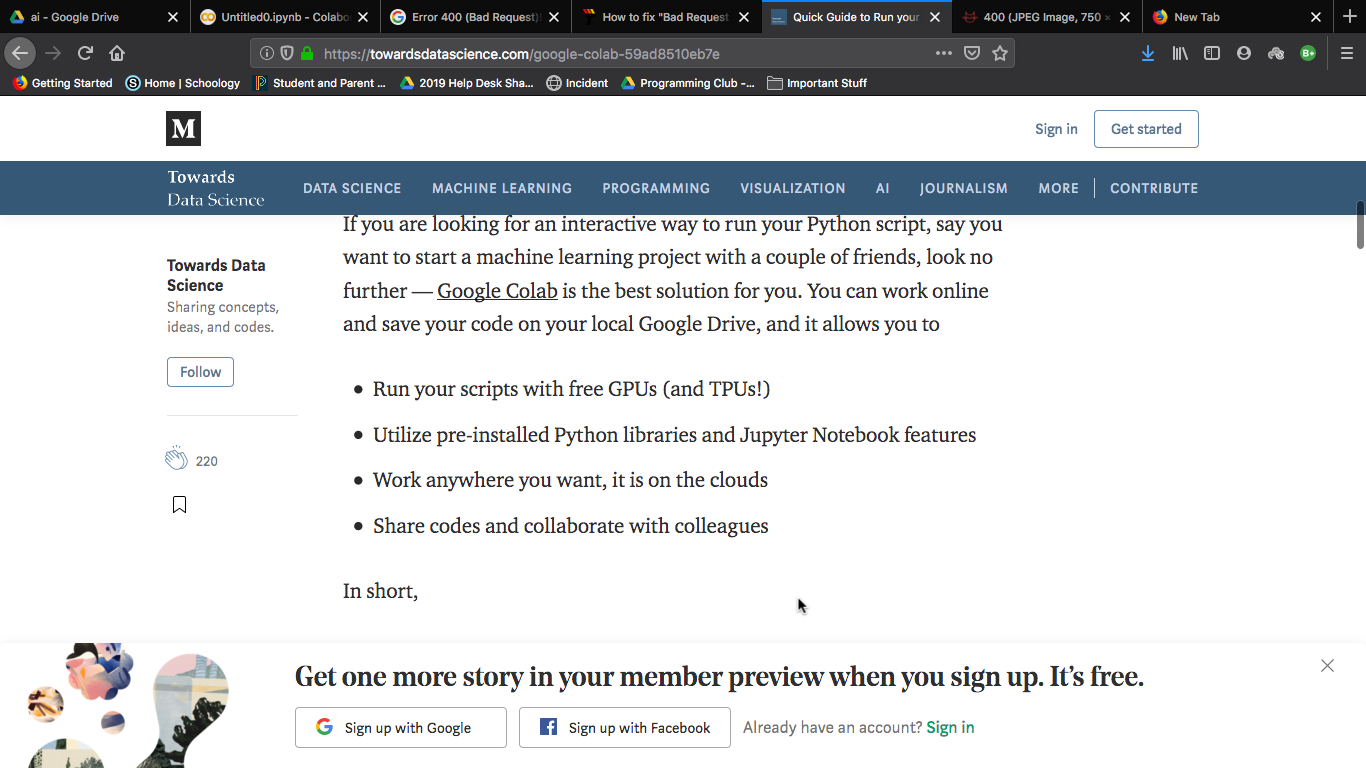 ai - Google Drive
Untitled0.ipynb - Colabo
Error 400 (Bad Request)
How to fix "Bad Request
Quick Guide to Run your
400 (JPEG Image, 750 ×
New Tab
https://towardsdatascience.com/google-colab-59ad8510eb7e
Getting Started
Home | Schoology
Student and Parent ...
2019 Help Desk Sha...
Incident
Programming Club -...
Important Stuff
M
Sign in
Get started
Towards
Data Science
DATA SCIENCE
MACHINE LEARNING
PROGRAMMING
VISUALIZATION
AI
JOURNALISM
MORE
CONTRIBUTE
Towards Data
Science
Sharing concepts,
ideas, and codes.
Follow
220
If you are looking for an interactive way to run your Python script, say you
want to start a machine learning project with a couple of friends, look no
further — Google Colab is the best solution for you. You can work online
and save your code on your local Google Drive, and it allows you to
• Run your scripts with free GPUs (and TPUs!)
• Utilize pre-installed Python libraries and Jupyter Notebook features
• Work anywhere you want, it is on the clouds
• Share codes and collaborate with colleagues
In short,
Get one more story in your member preview when you sign up. It’s free.
Sign up with Google
Sign up with Facebook
Already have an account? Sign in